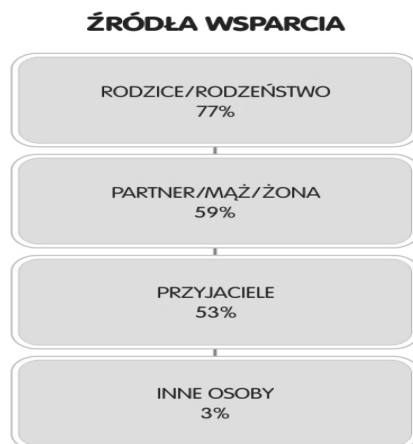 ŹRÓDŁA WSPARCIA
RODZICE/RODZEŃSTWO
77%
PARTNER/MĄŻ/ŻONA
59%
PRZYJACIELE
53%
INNE OSOBY
3%